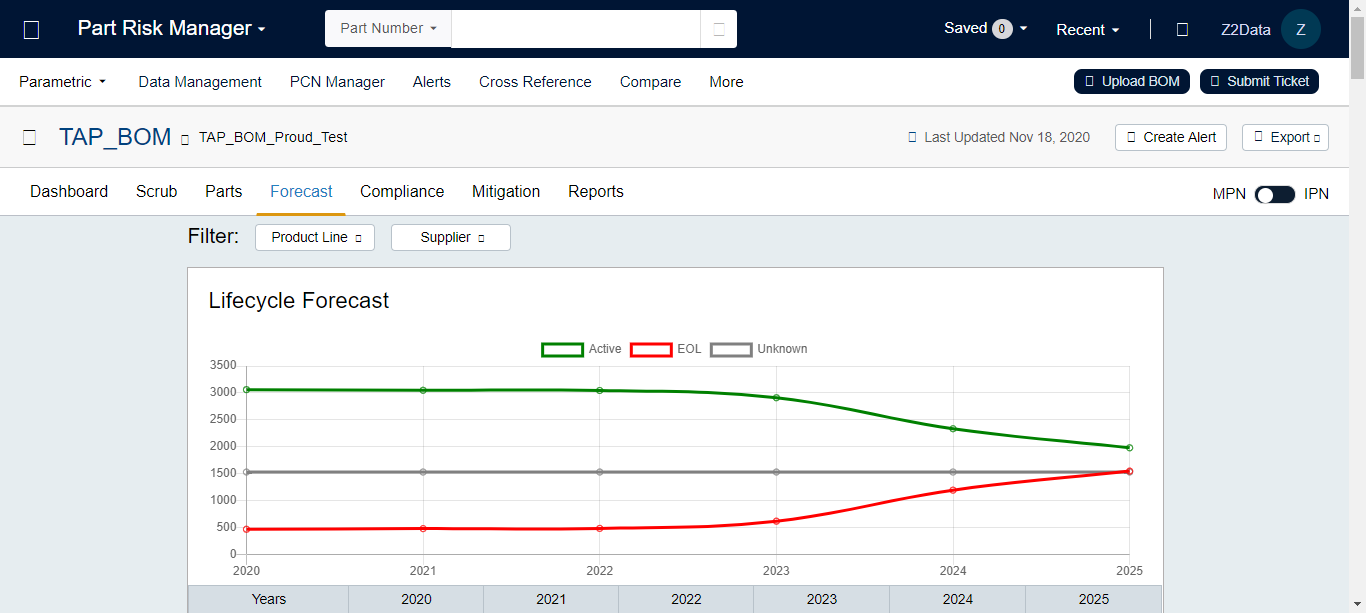 Part Risk Manager Part Number Saved 0 Recent Z2Data Z
Parametric Data Management PCN Manager Alerts Cross Reference Compare More Upload BOM Submit Ticket
TAP_BOM TAP_BOM_Proud_Test Last Updated Nov 18, 2020 Create Alert Export
Dashboard Scrub Parts Forecast Compliance Mitigation Reports MPN IPN
Filter: Product Line Supplier
Lifecycle Forecast
Active EOL Unknown
3500
3000
2500
2000
1500
1000
500
0
2020 2021 2022 2023 2024 2025
Years 2020 2021 2022 2023 2024 2025